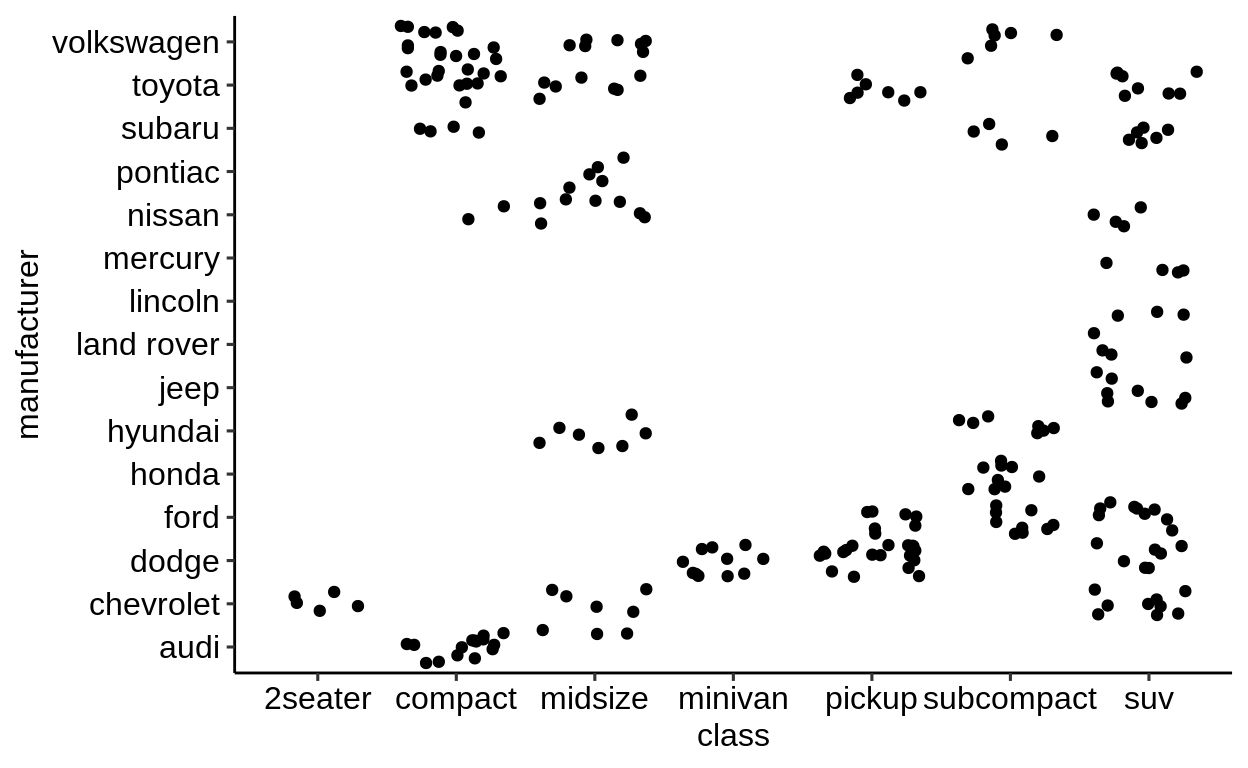 manufacturer
volkswagen
toyota
subaru
pontiac
nissan
mercury
lincoln
land rover
jeep
hyundai
honda
ford
dodge
chevrolet
audi
2seater compact midsize minivan pickup subcompact suv
class